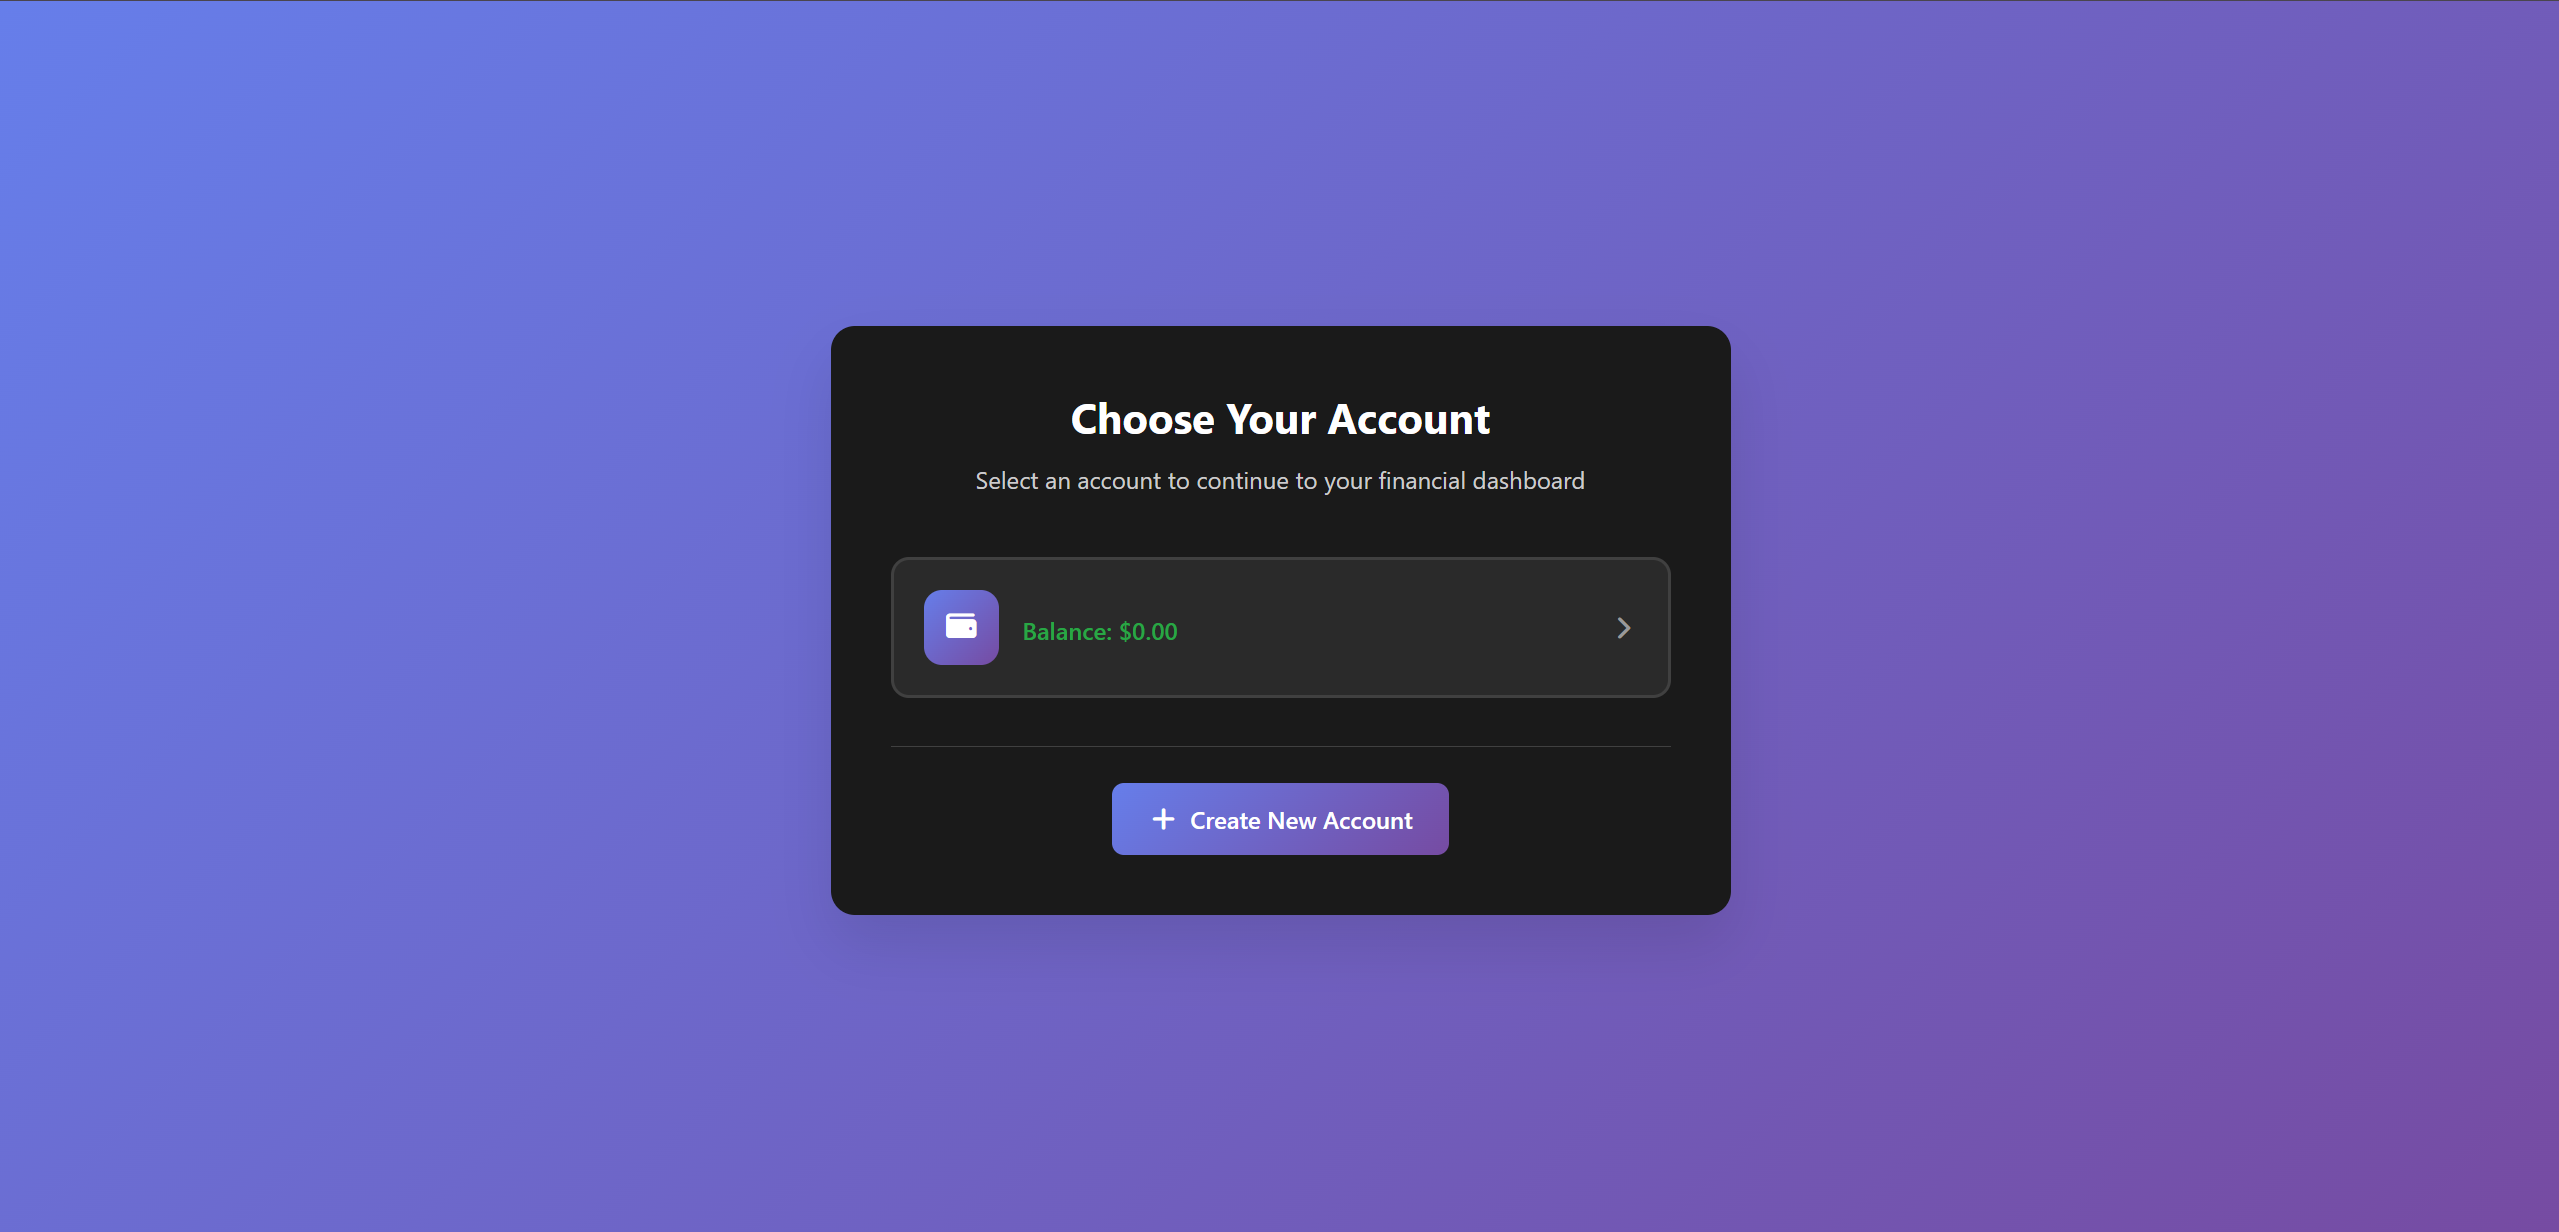 Choose Your Account
Select an account to continue to your financial dashboard
Balance: $0.00
Create New Account